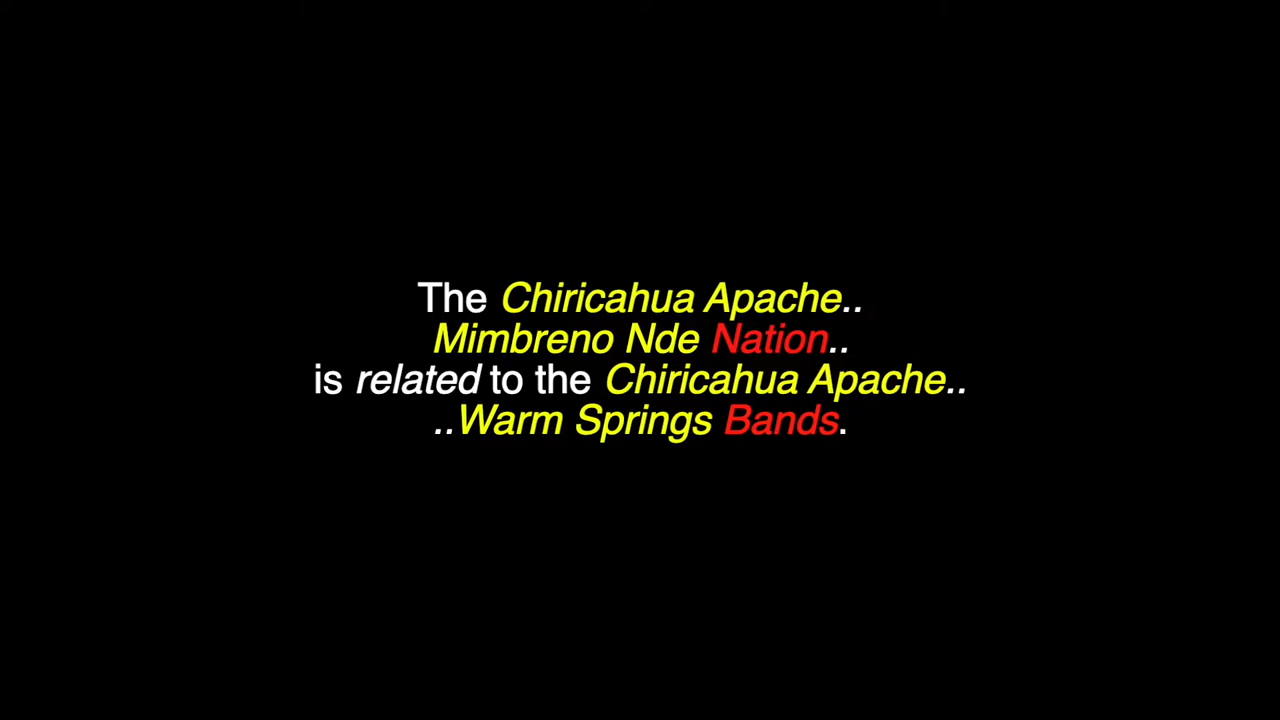 The Chiricahua Apache..
Mimbreno Nde Nation..
is related to the Chiricahua Apache..
..Warm Springs Bands.